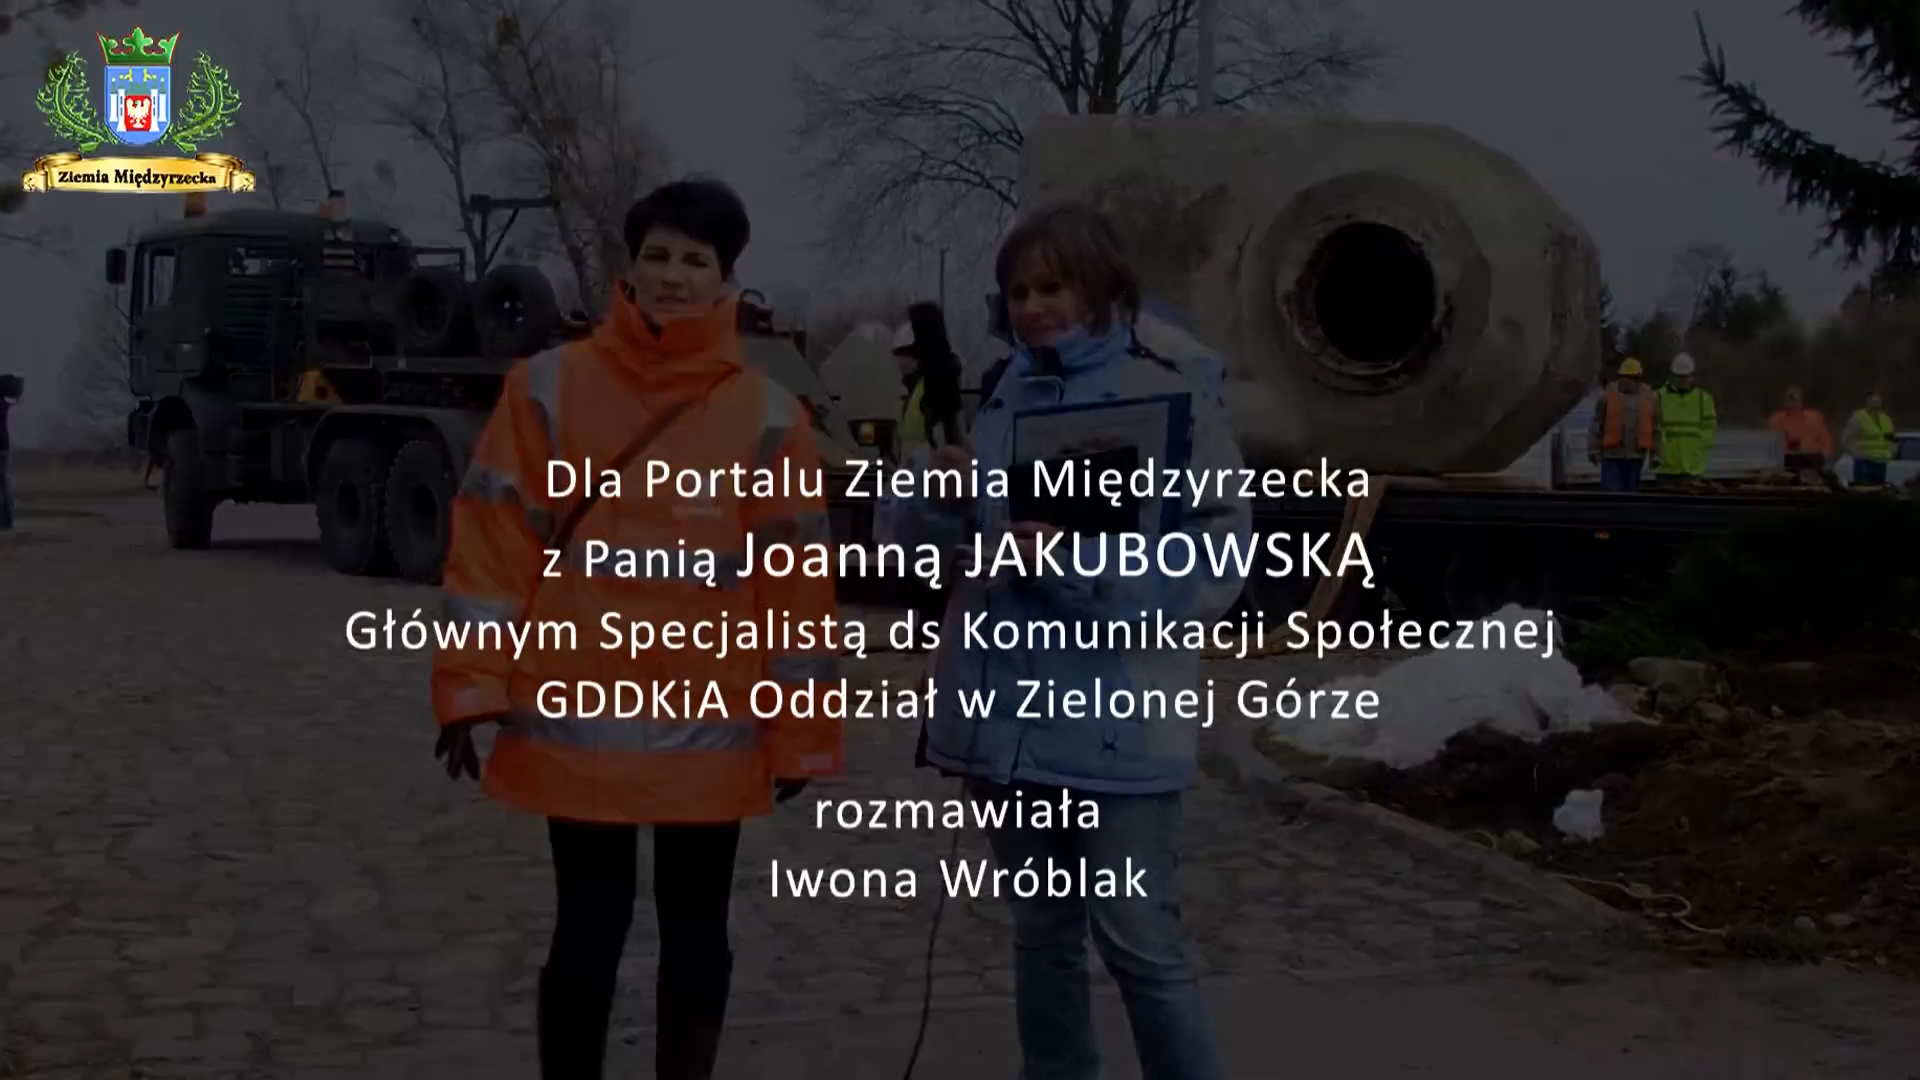 Ziemia Międzyrzecka
Dla Portalu Ziemia Międzyrzecka
z Panią Joanną JAKUBOWSKĄ
Głównym Specjalistą ds Komunikacji Społecznej
GDDKiA Oddział w Zielonej Górze
rozmawiała
Iwona Wróblak